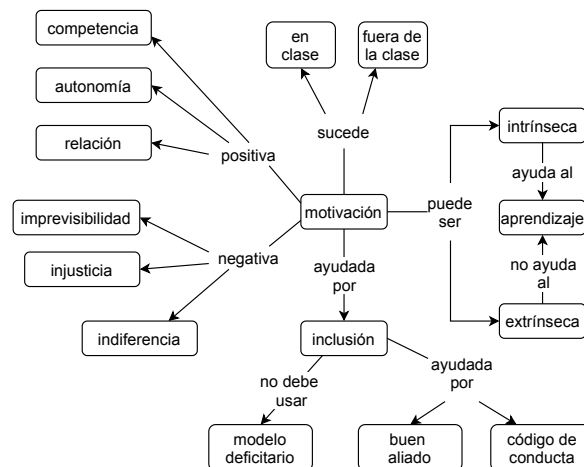 competencia
en
clase
fuera de
la clase
autonomía
intrínseca
sucede
relación
positiva
ayuda al
puede
ser
imprevisibilidad
motivación
aprendizaje
negativa
injusticia
ayudada
por
no ayuda
al
indiferencia
inclusión
extrínseca
no debe
usar
ayudada
por
modelo
deficitario
buen
aliado
código de
conducta